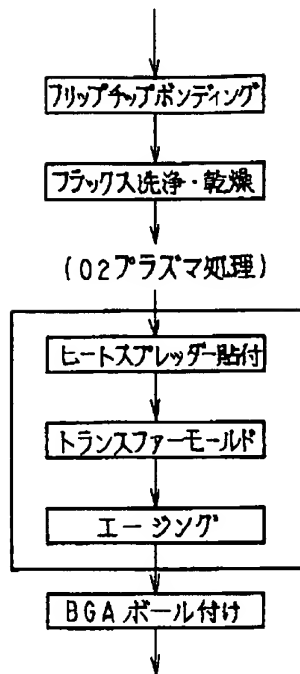 フリップチップボンディング
フラックス洗浄・乾燥
(O2プラズマ処理)
ヒートスプレッダー貼付
トランスファーモールド
エージング
BGAボール付け